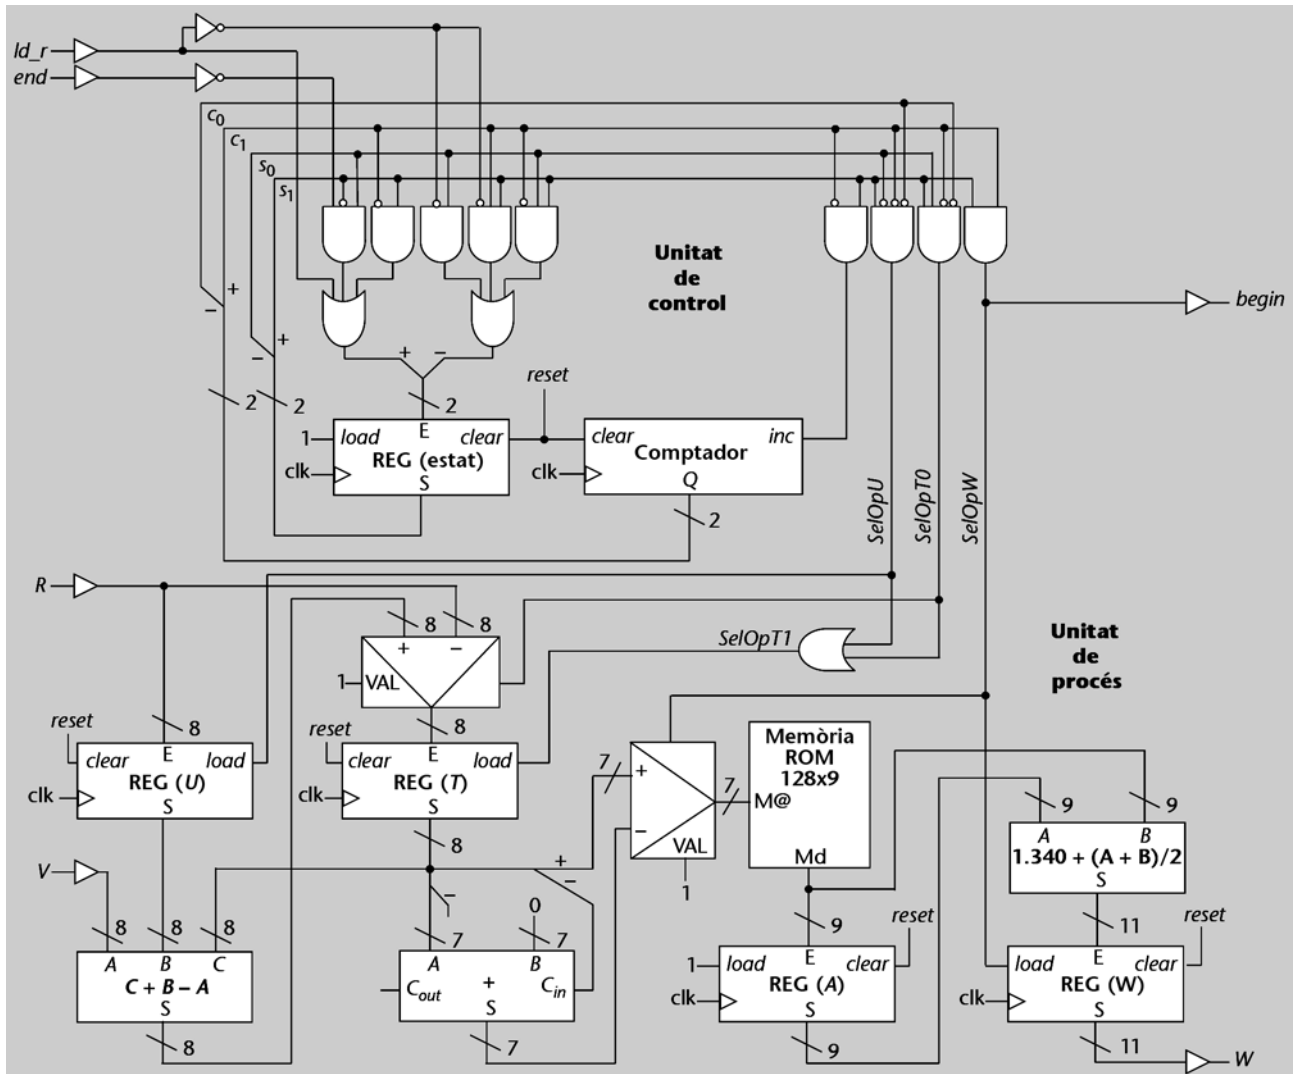 ld_r
end
c0
c1
s0
s1
Unitat
de
control
+
−
+
−
+
−
begin
reset
2
2
2
1
load
E
clear
clk
REG (estat)
S
clear
inc
clk
Comptador
Q
2
SelOpU
SelOpT0
SelOpW
R
8
8
SelOpT1
Unitat
de
procés
+
−
1
VAL
reset
8
clear
E
load
clk
REG (U)
S
reset
8
clear
E
load
clk
REG (T)
S
7
+
−
VAL
1
7
Memòria
ROM
128x9
M@
Md
9
9
A
B
1.340 + (A + B)/2
S
V
8
+
−
−
0
8
8
8
A
B
C
C + B − A
S
8
7
7
A
B
Cout
+
Cin
S
7
9
reset
1
load
E
clear
clk
REG (A)
S
9
11
reset
load
E
clear
clk
REG (W)
S
11
W